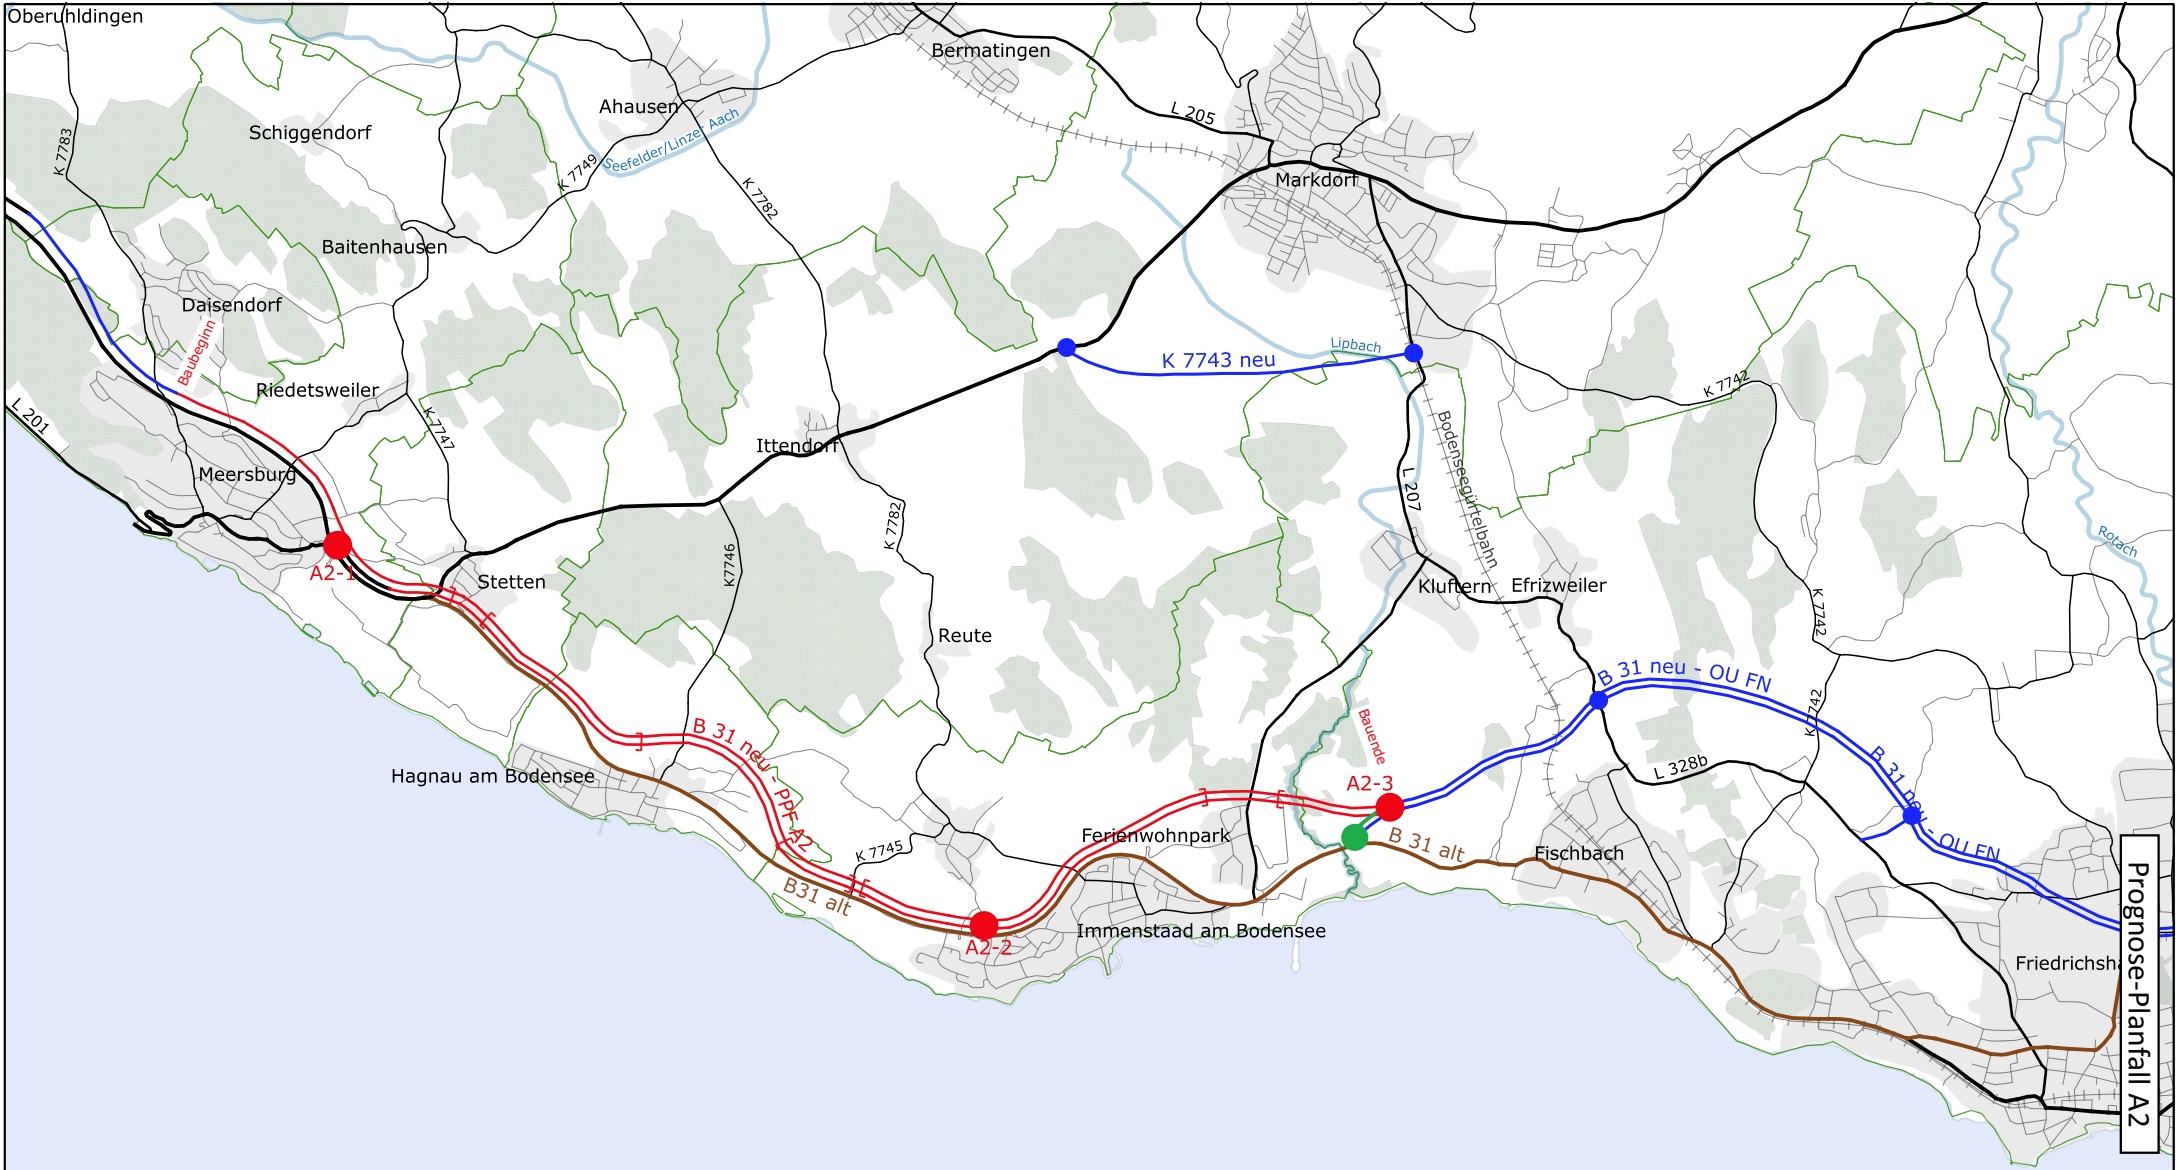 Oberuhldingen
Bermatingen
Ahausen
L 205
Schiggendorf
K 7783
Seefelder/Linzer Aach
K 7749
K 7782
Markdorf
Baitenhausen
Daisendorf
Baubeginn
Lipbach
K 7743 neu
Riedetsweiler
K 7742
L 201
K 7747
Ittendorf
Bodenseegürtelbahn
Meersburg
L 207
K 7782
Rotach
K7746
A2-1
Stetten
Kluftern
Efrizweiler
K 7742
Reute
B 31 neu - OU FN
K 7742
Bauende
B 31 neu - PPF A2
Hagnau am Bodensee
L 328b
A2-3
B 31 neu - OU FN
Ferienwohnpark
B 31 alt
K 7745
Fischbach
B31 alt
A2-2
Immenstaad am Bodensee
Friedrichsha
Prognose-Planfall A2